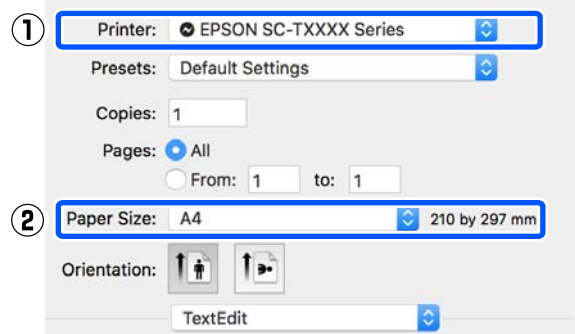 ① Printer: EPSON SC-TXXXX Series
Presets: Default Settings
Copies: 1
Pages: All
From: 1 to: 1
② Paper Size: A4 210 by 297 mm
Orientation:
TextEdit